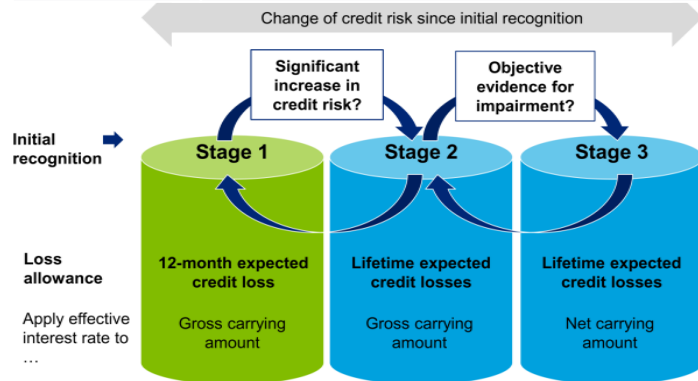 Change of credit risk since initial recognition
Significant
increase in
credit risk?
Objective
evidence for
impairment?
Initial
recognition
Stage 1
Stage 2
Stage 3
Loss
allowance
12-month expected
credit loss
Lifetime expected
credit losses
Lifetime expected
credit losses
Apply effective
interest rate to
…
Gross carrying
amount
Gross carrying
amount
Net carrying
amount